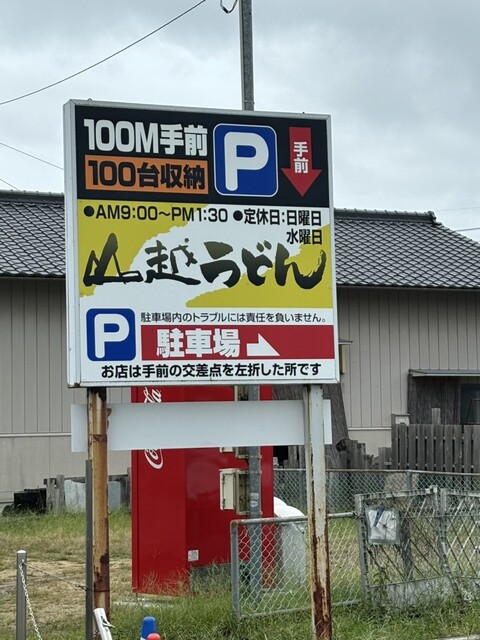 100M手前
100台収納
P
手前
●AM9:00〜PM1:30 ●定休日:日曜日
水曜日
山越うどん
P
駐車場内のトラブルには責任を負いません。
駐車場
お店は手前の交差点を左折した所です